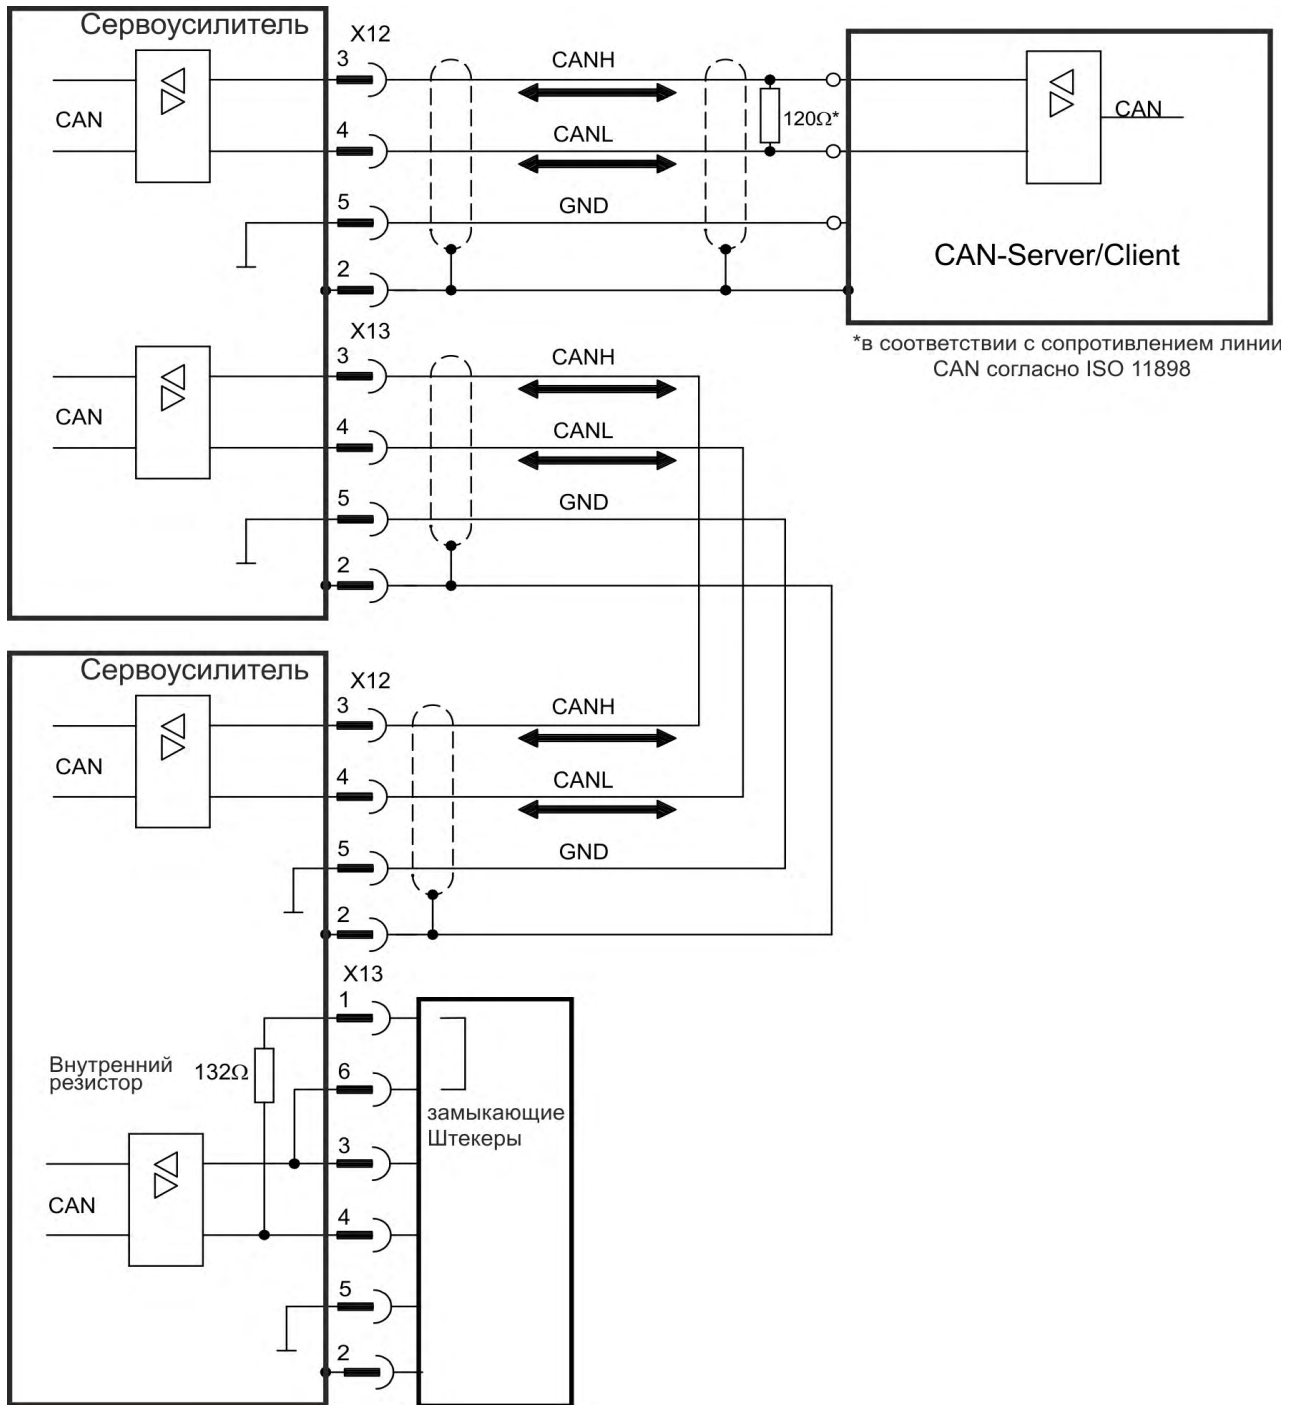 Сервоусилитель
X12
3
CANH
CAN
120Ω*
CAN
4
CANL
5
GND
CAN-Server/Client
2
X13
*в соответствии с сопротивлением линии
CAN согласно ISO 11898
3
CANH
CAN
4
CANL
5
GND
2
Сервоусилитель
X12
3
CANH
CAN
4
CANL
5
GND
2
X13
1
Внутренний
резистор
132Ω
6
замыкающие
Штекеры
3
CAN
4
5
2